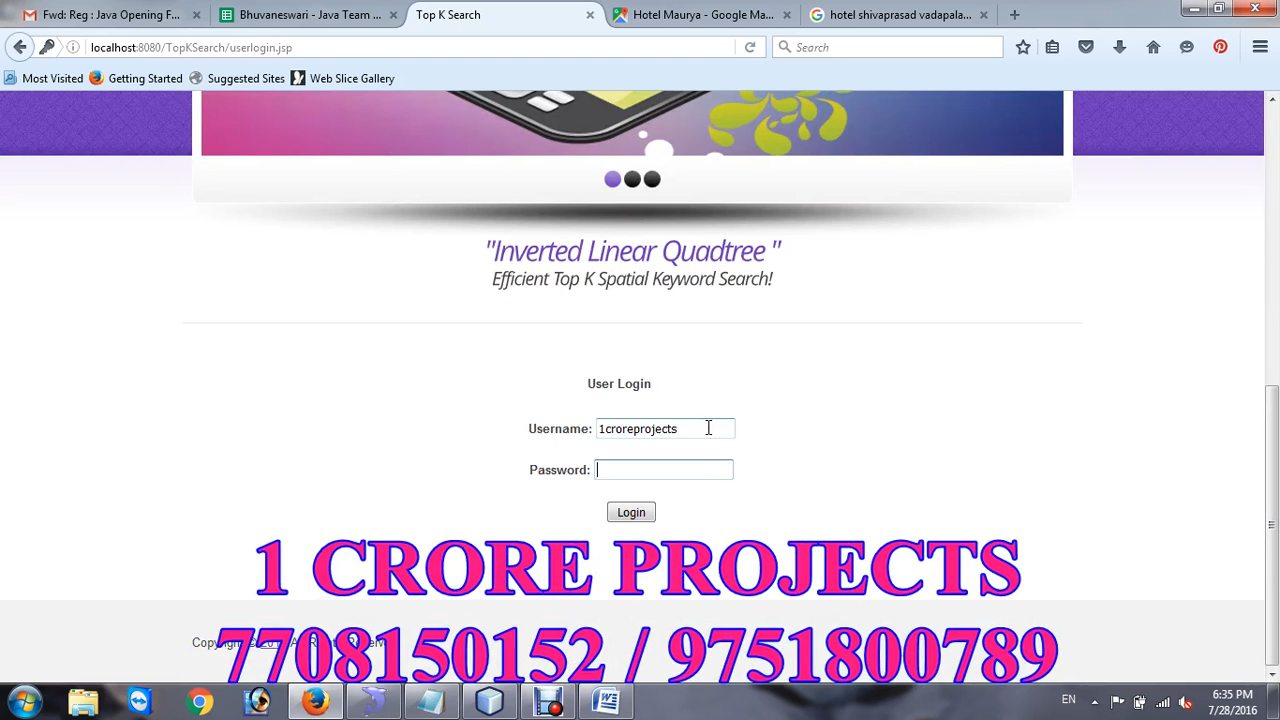 Fwd: Reg: Java Opening F...
Bhuvaneswari - Java Team ...
Top K Search
Hotel Maurya - Google Ma...
hotel shivaprasad vadapala...
localhost:8080/TopKSearch/userlogin.jsp
Search
Most Visited
Getting Started
Suggested Sites
Web Slice Gallery
"Inverted Linear Quadtree "
Efficient Top K Spatial Keyword Search!
User Login
Username: 1croreprojects
Password:
Login
1 CRORE PROJECTS
7708150152 / 9751800789
EN
6:35 PM
7/28/2016